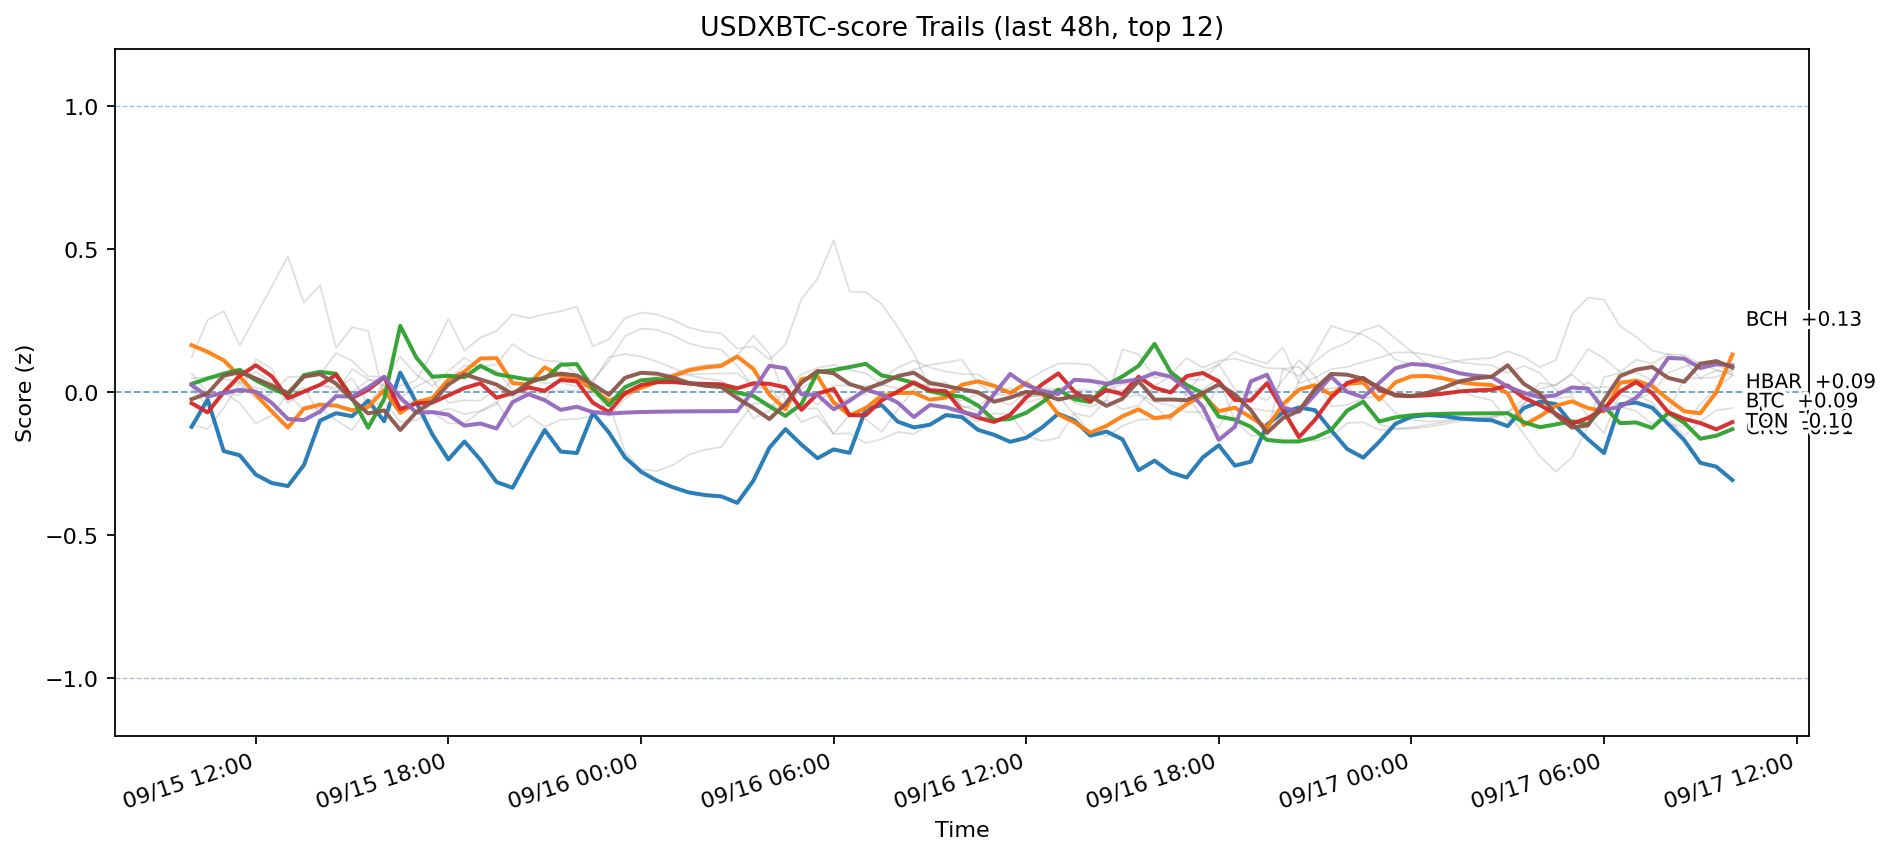 USDXBTC-score Trails (last 48h, top 12)
Score (z)
1.0
0.5
0.0
−0.5
−1.0
BCH +0.13
HBAR +0.09
BTC +0.09
TON -0.10
CRO -0.31
09/15 12:00
09/15 18:00
09/16 00:00
09/16 06:00
09/16 12:00
09/16 18:00
09/17 00:00
09/17 06:00
09/17 12:00
Time